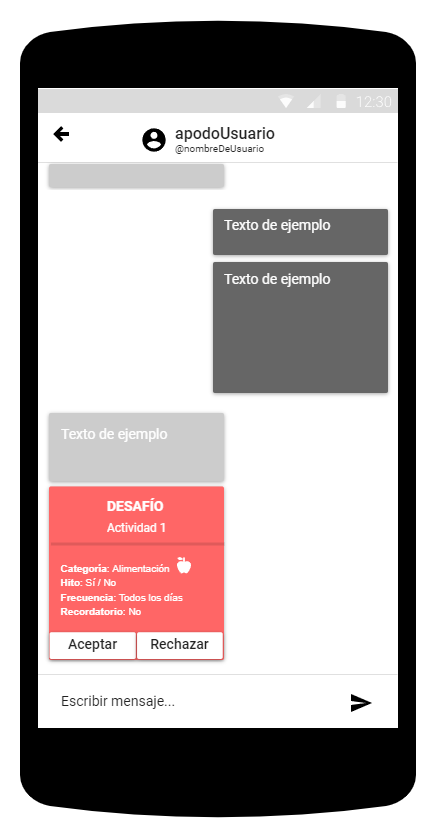 12:30
apodoUsuario
@nombreDeUsuario
Texto de ejemplo
Texto de ejemplo
Texto de ejemplo
DESAFÍO
Actividad 1
Categoría: Alimentación
Hito: Sí / No
Frecuencia: Todos los días
Recordatorio: No
Aceptar Rechazar
Escribir mensaje...